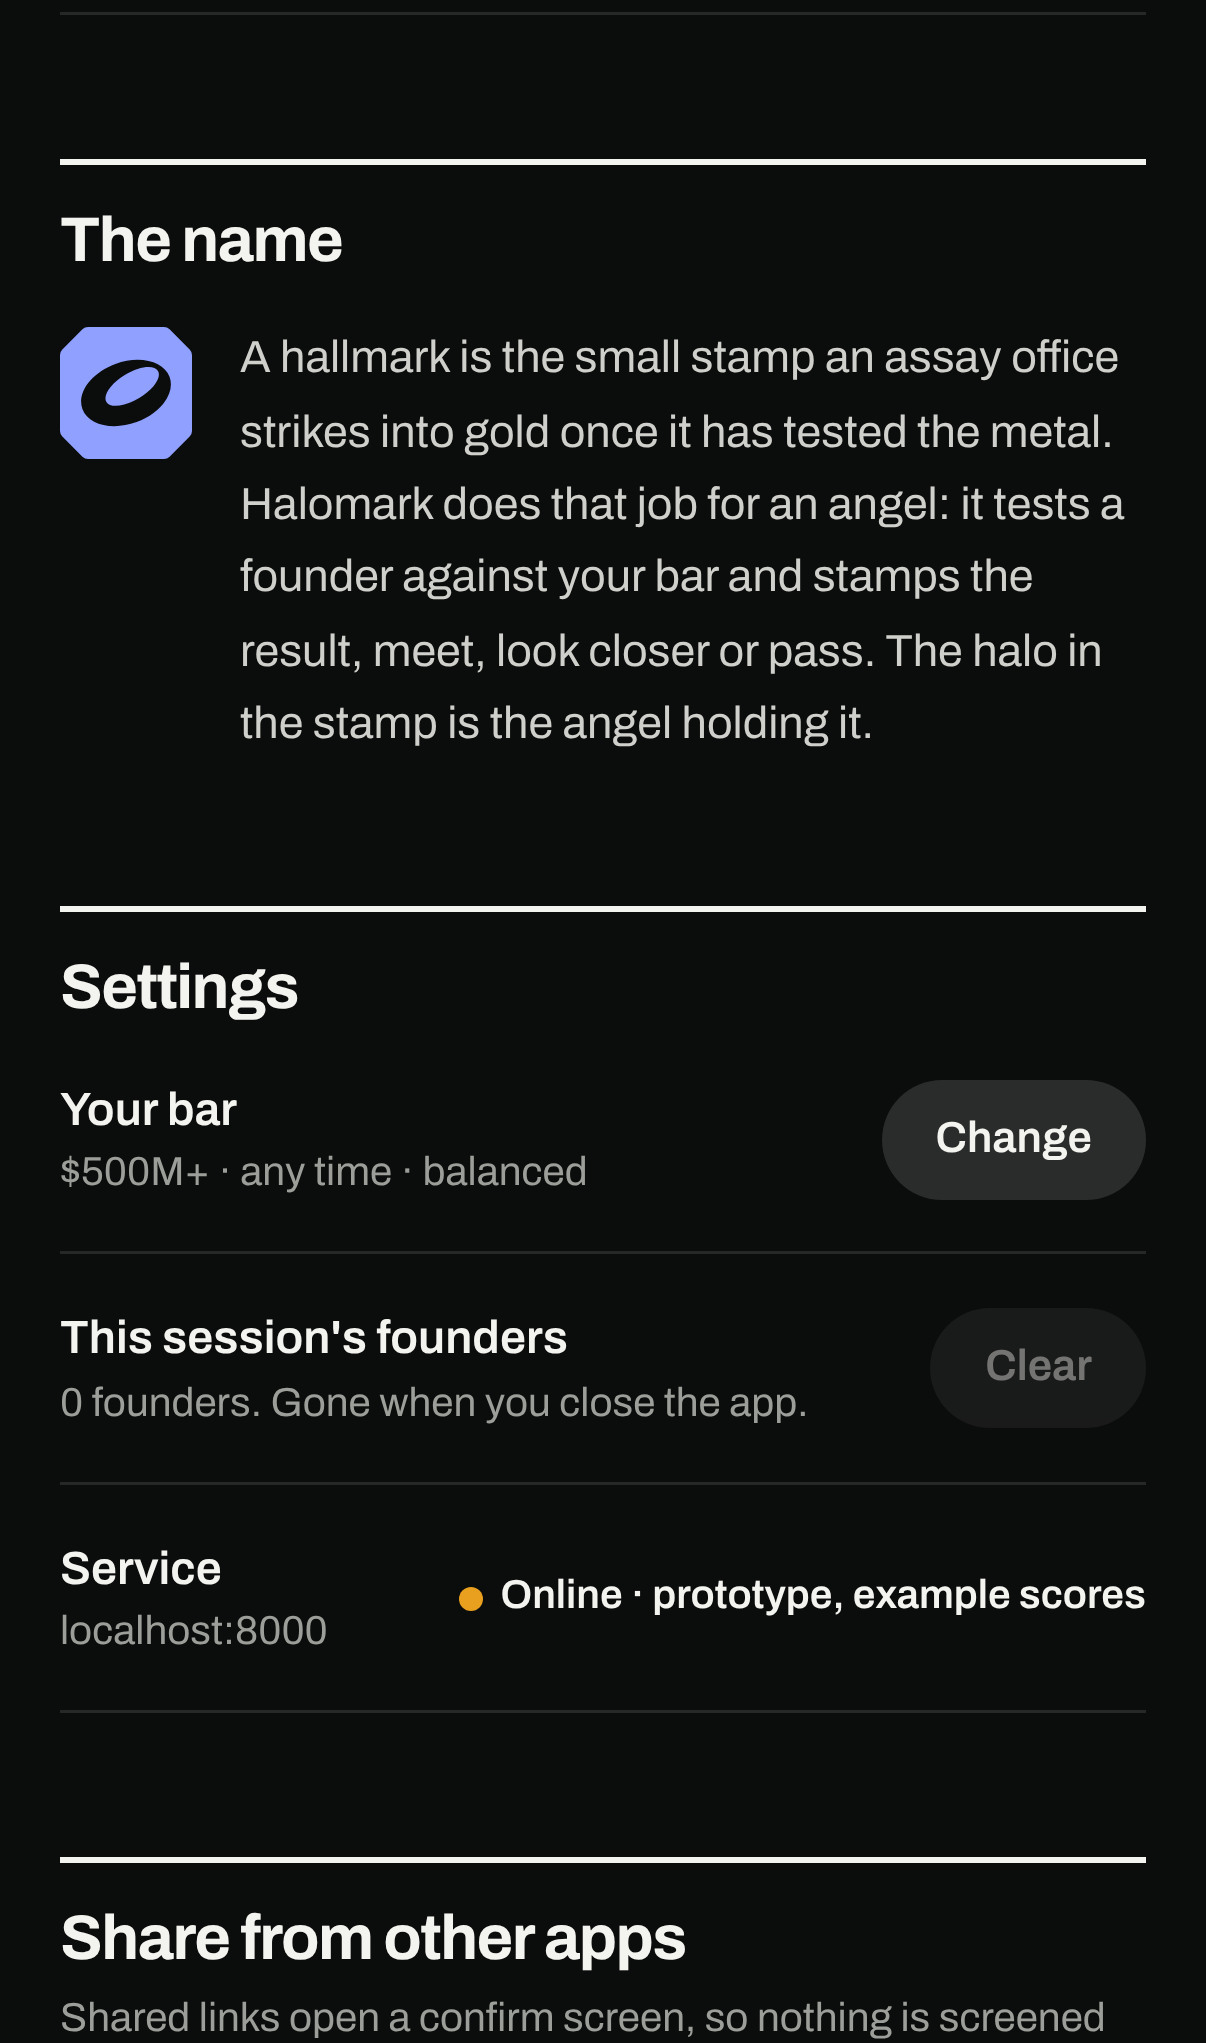 The name
A hallmark is the small stamp an assay office
strikes into gold once it has tested the metal.
Halomark does that job for an angel: it tests a
founder against your bar and stamps the
result, meet, look closer or pass. The halo in
the stamp is the angel holding it.
Settings
Your bar
$500M+ · any time · balanced
Change
This session's founders
0 founders. Gone when you close the app.
Clear
Service
localhost:8000
Online · prototype, example scores
Share from other apps
Shared links open a confirm screen, so nothing is screened